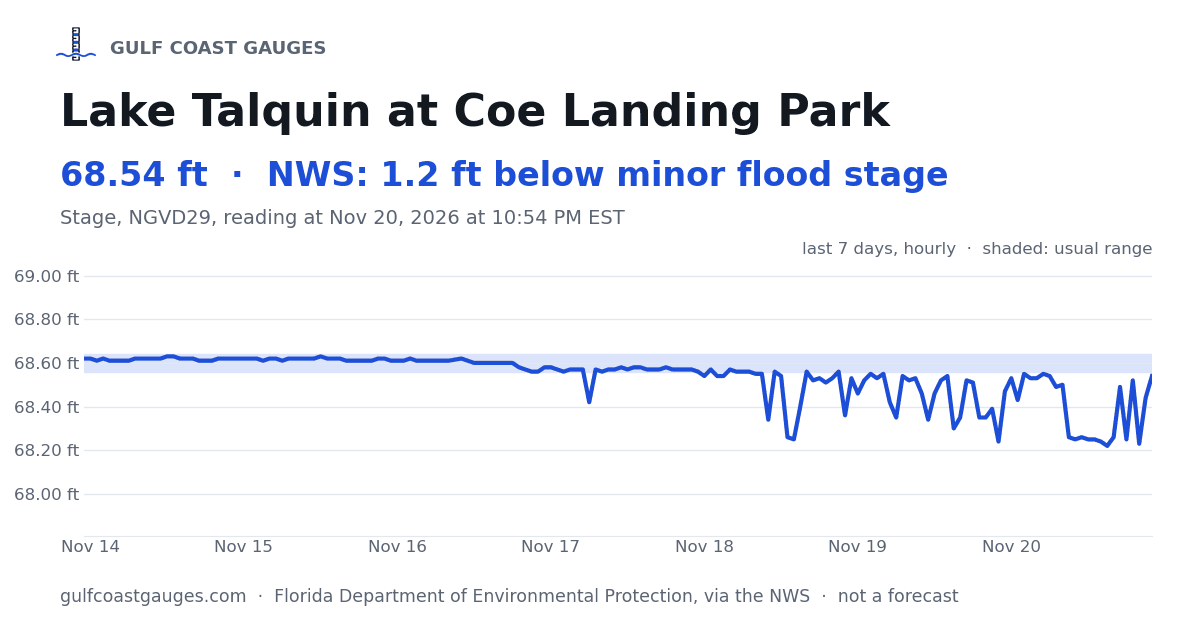 GULF COAST GAUGES
Lake Talquin at Coe Landing Park
68.54 ft · NWS: 1.2 ft below minor flood stage
Stage, NGVD29, reading at Nov 20, 2026 at 10:54 PM EST
last 7 days, hourly · shaded: usual range
69.00 ft
68.80 ft
68.60 ft
68.40 ft
68.20 ft
68.00 ft
Nov 14 Nov 15 Nov 16 Nov 17 Nov 18 Nov 19 Nov 20
gulfcoastgauges.com · Florida Department of Environmental Protection, via the NWS · not a forecast